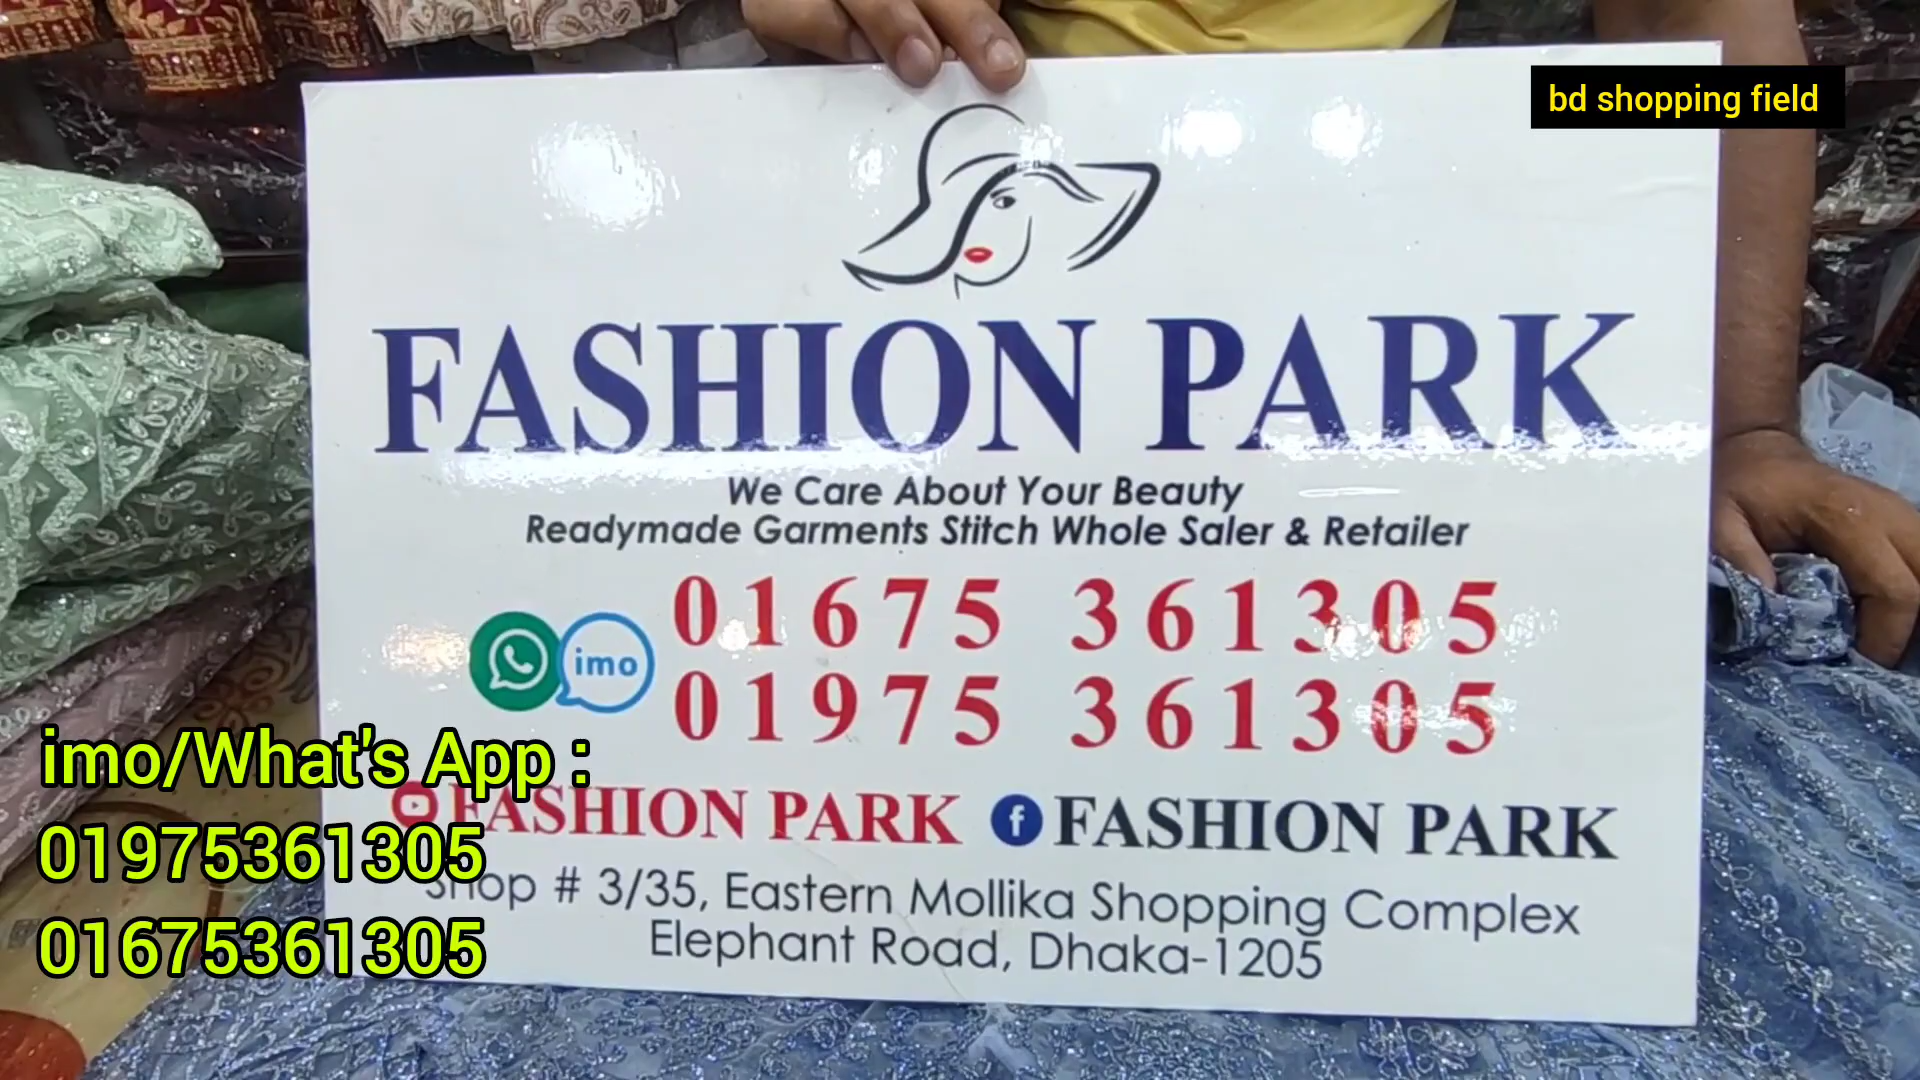 bd shopping field
FASHION PARK
We Care About Your Beauty
Readymade Garments Stitch Whole Saler & Retailer
01675 361305
imo
01975 361305
FASHION PARK
f FASHION PARK
Shop # 3/35, Eastern Mollika Shopping Complex
Elephant Road, Dhaka-1205
imo/What's App :
01975361305
01675361305